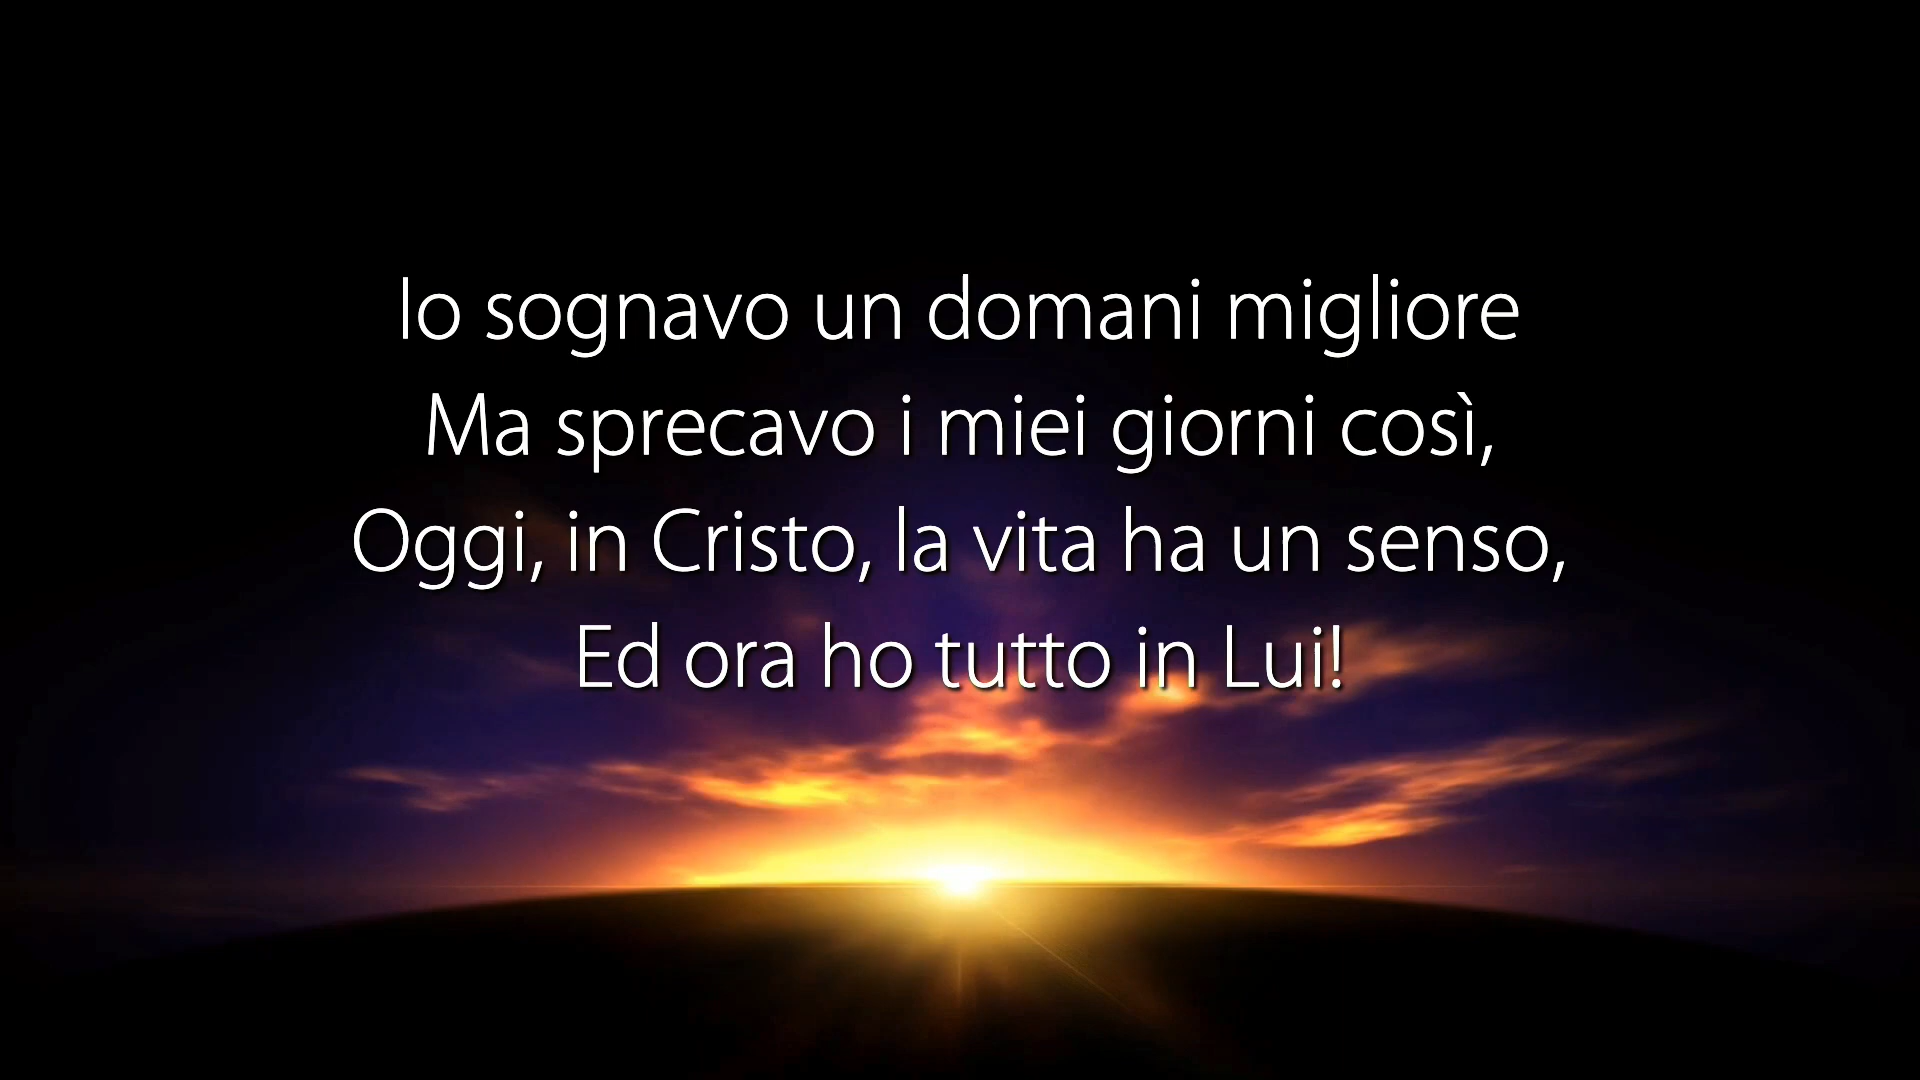 Io sognavo un domani migliore
Ma sprecavo i miei giorni così,
Oggi, in Cristo, la vita ha un senso,
Ed ora ho tutto in Lui!